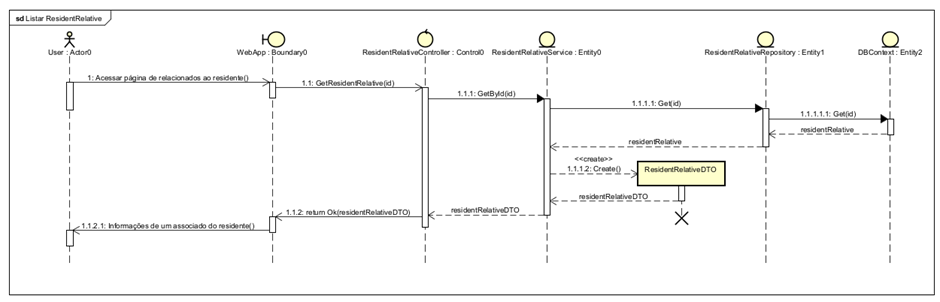 sd Listar ResidentRelative
User : Actor0
WebApp : Boundary0
ResidentRelativeController : Control0
ResidentRelativeService : Entity0
ResidentRelativeRepository : Entity1
DBContext : Entity2
1: Acessar página de relacionados ao residente()
1.1: GetResidentRelative(id)
1.1.1: GetById(id)
1.1.1.1: Get(id)
1.1.1.1.1: Get(id)
residentRelative
residentRelative
<<create>>
1.1.1.2: Create()
ResidentRelativeDTO
residentRelativeDTO
residentRelativeDTO
1.1.2: return Ok(residentRelativeDTO)
1.1.2.1: Informações de um associado do residente()